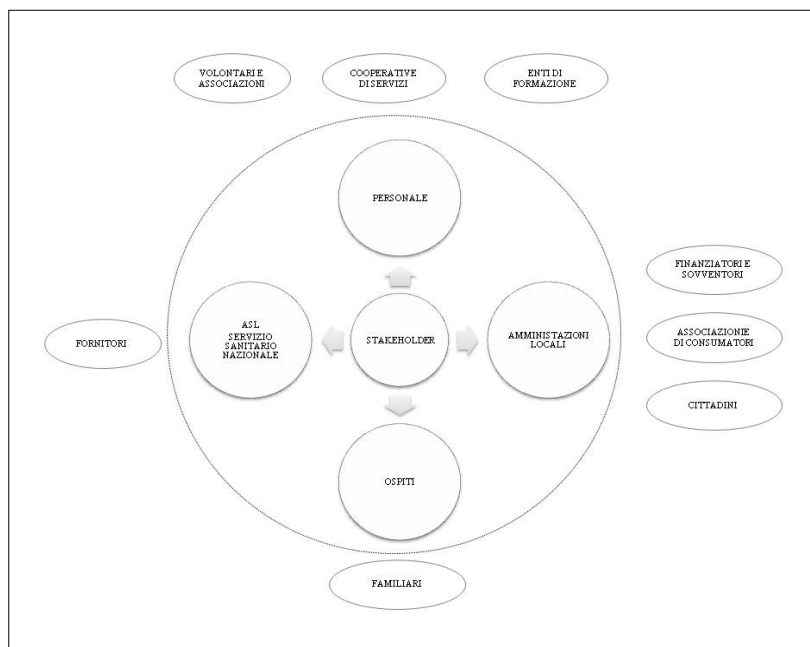 VOLONTARI E
ASSOCIAZIONI
COOPERATIVE
DI SERVIZI
ENTI DI
FORMAZIONE
PERSONALE
FINANZIATORI E
SOVVENTORI
ASL
SERVIZIO
SANITARIO
NAZIONALE
STAKEHOLDER
AMMINISTAZIONI
LOCALI
FORNITORI
ASSOCIAZIONIE
DI CONSUMATORI
CITTADINI
OSPITI
FAMILIARI